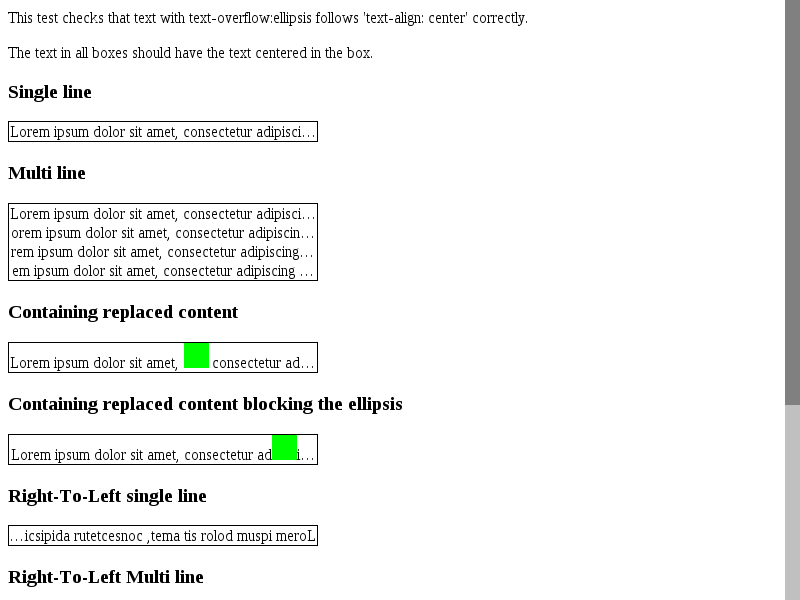 This test checks that text with text-overflow:ellipsis follows 'text-align: center' correctly.
The text in all boxes should have the text centered in the box.
Single line
Lorem ipsum dolor sit amet, consectetur adipisci…
Multi line
Lorem ipsum dolor sit amet, consectetur adipisci…
orem ipsum dolor sit amet, consectetur adipiscin…
rem ipsum dolor sit amet, consectetur adipiscing…
em ipsum dolor sit amet, consectetur adipiscing …
Containing replaced content
Lorem ipsum dolor sit amet, consectetur ad…
Containing replaced content blocking the ellipsis
Lorem ipsum dolor sit amet, consectetur ad i…
Right-To-Left single line
…icsipida rutetcesnoc ,tema tis rolod muspi meroL
Right-To-Left Multi line